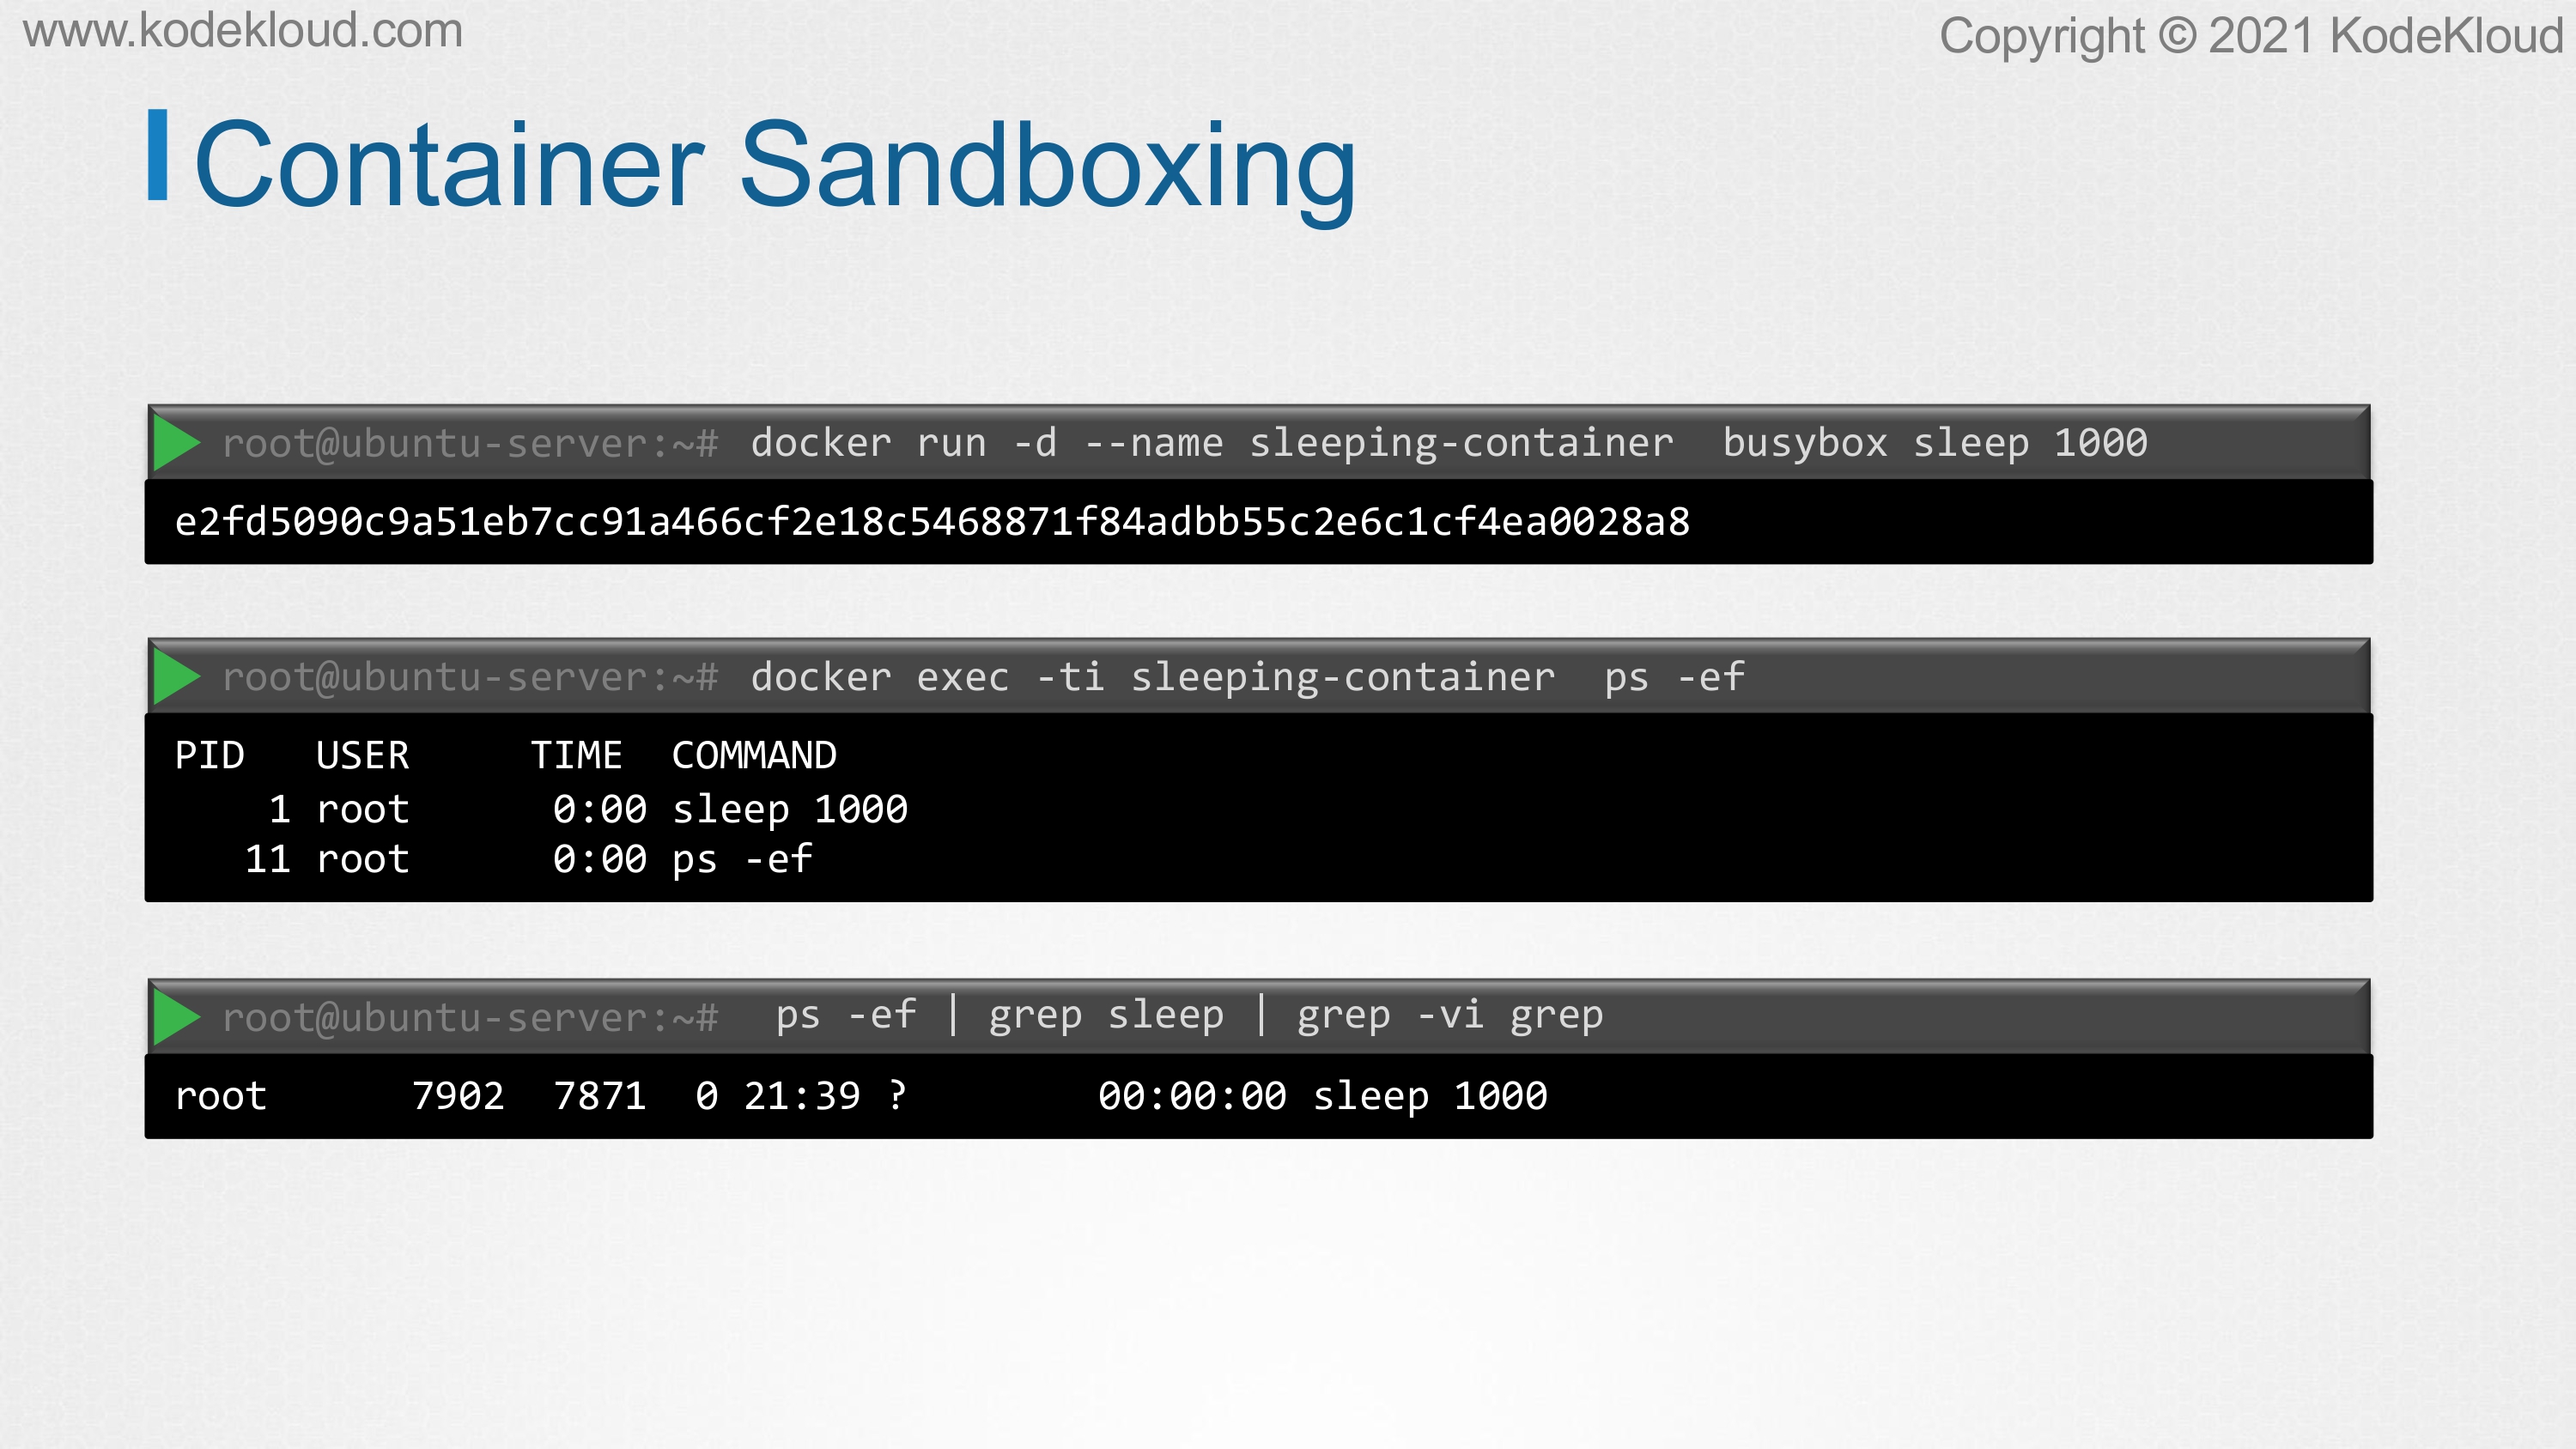 www.kodekloud.com
Copyright © 2021 KodeKloud
Container Sandboxing
root@ubuntu-server:~# docker run -d --name sleeping-container  busybox sleep 1000
e2fd5090c9a51eb7cc91a466cf2e18c5468871f84adbb55c2e6c1cf4ea0028a8
root@ubuntu-server:~# docker exec -ti sleeping-container  ps -ef
PID   USER     TIME  COMMAND
    1 root      0:00 sleep 1000
   11 root      0:00 ps -ef
root@ubuntu-server:~#  ps -ef | grep sleep | grep -vi grep
root      7902  7871  0 21:39 ?        00:00:00 sleep 1000